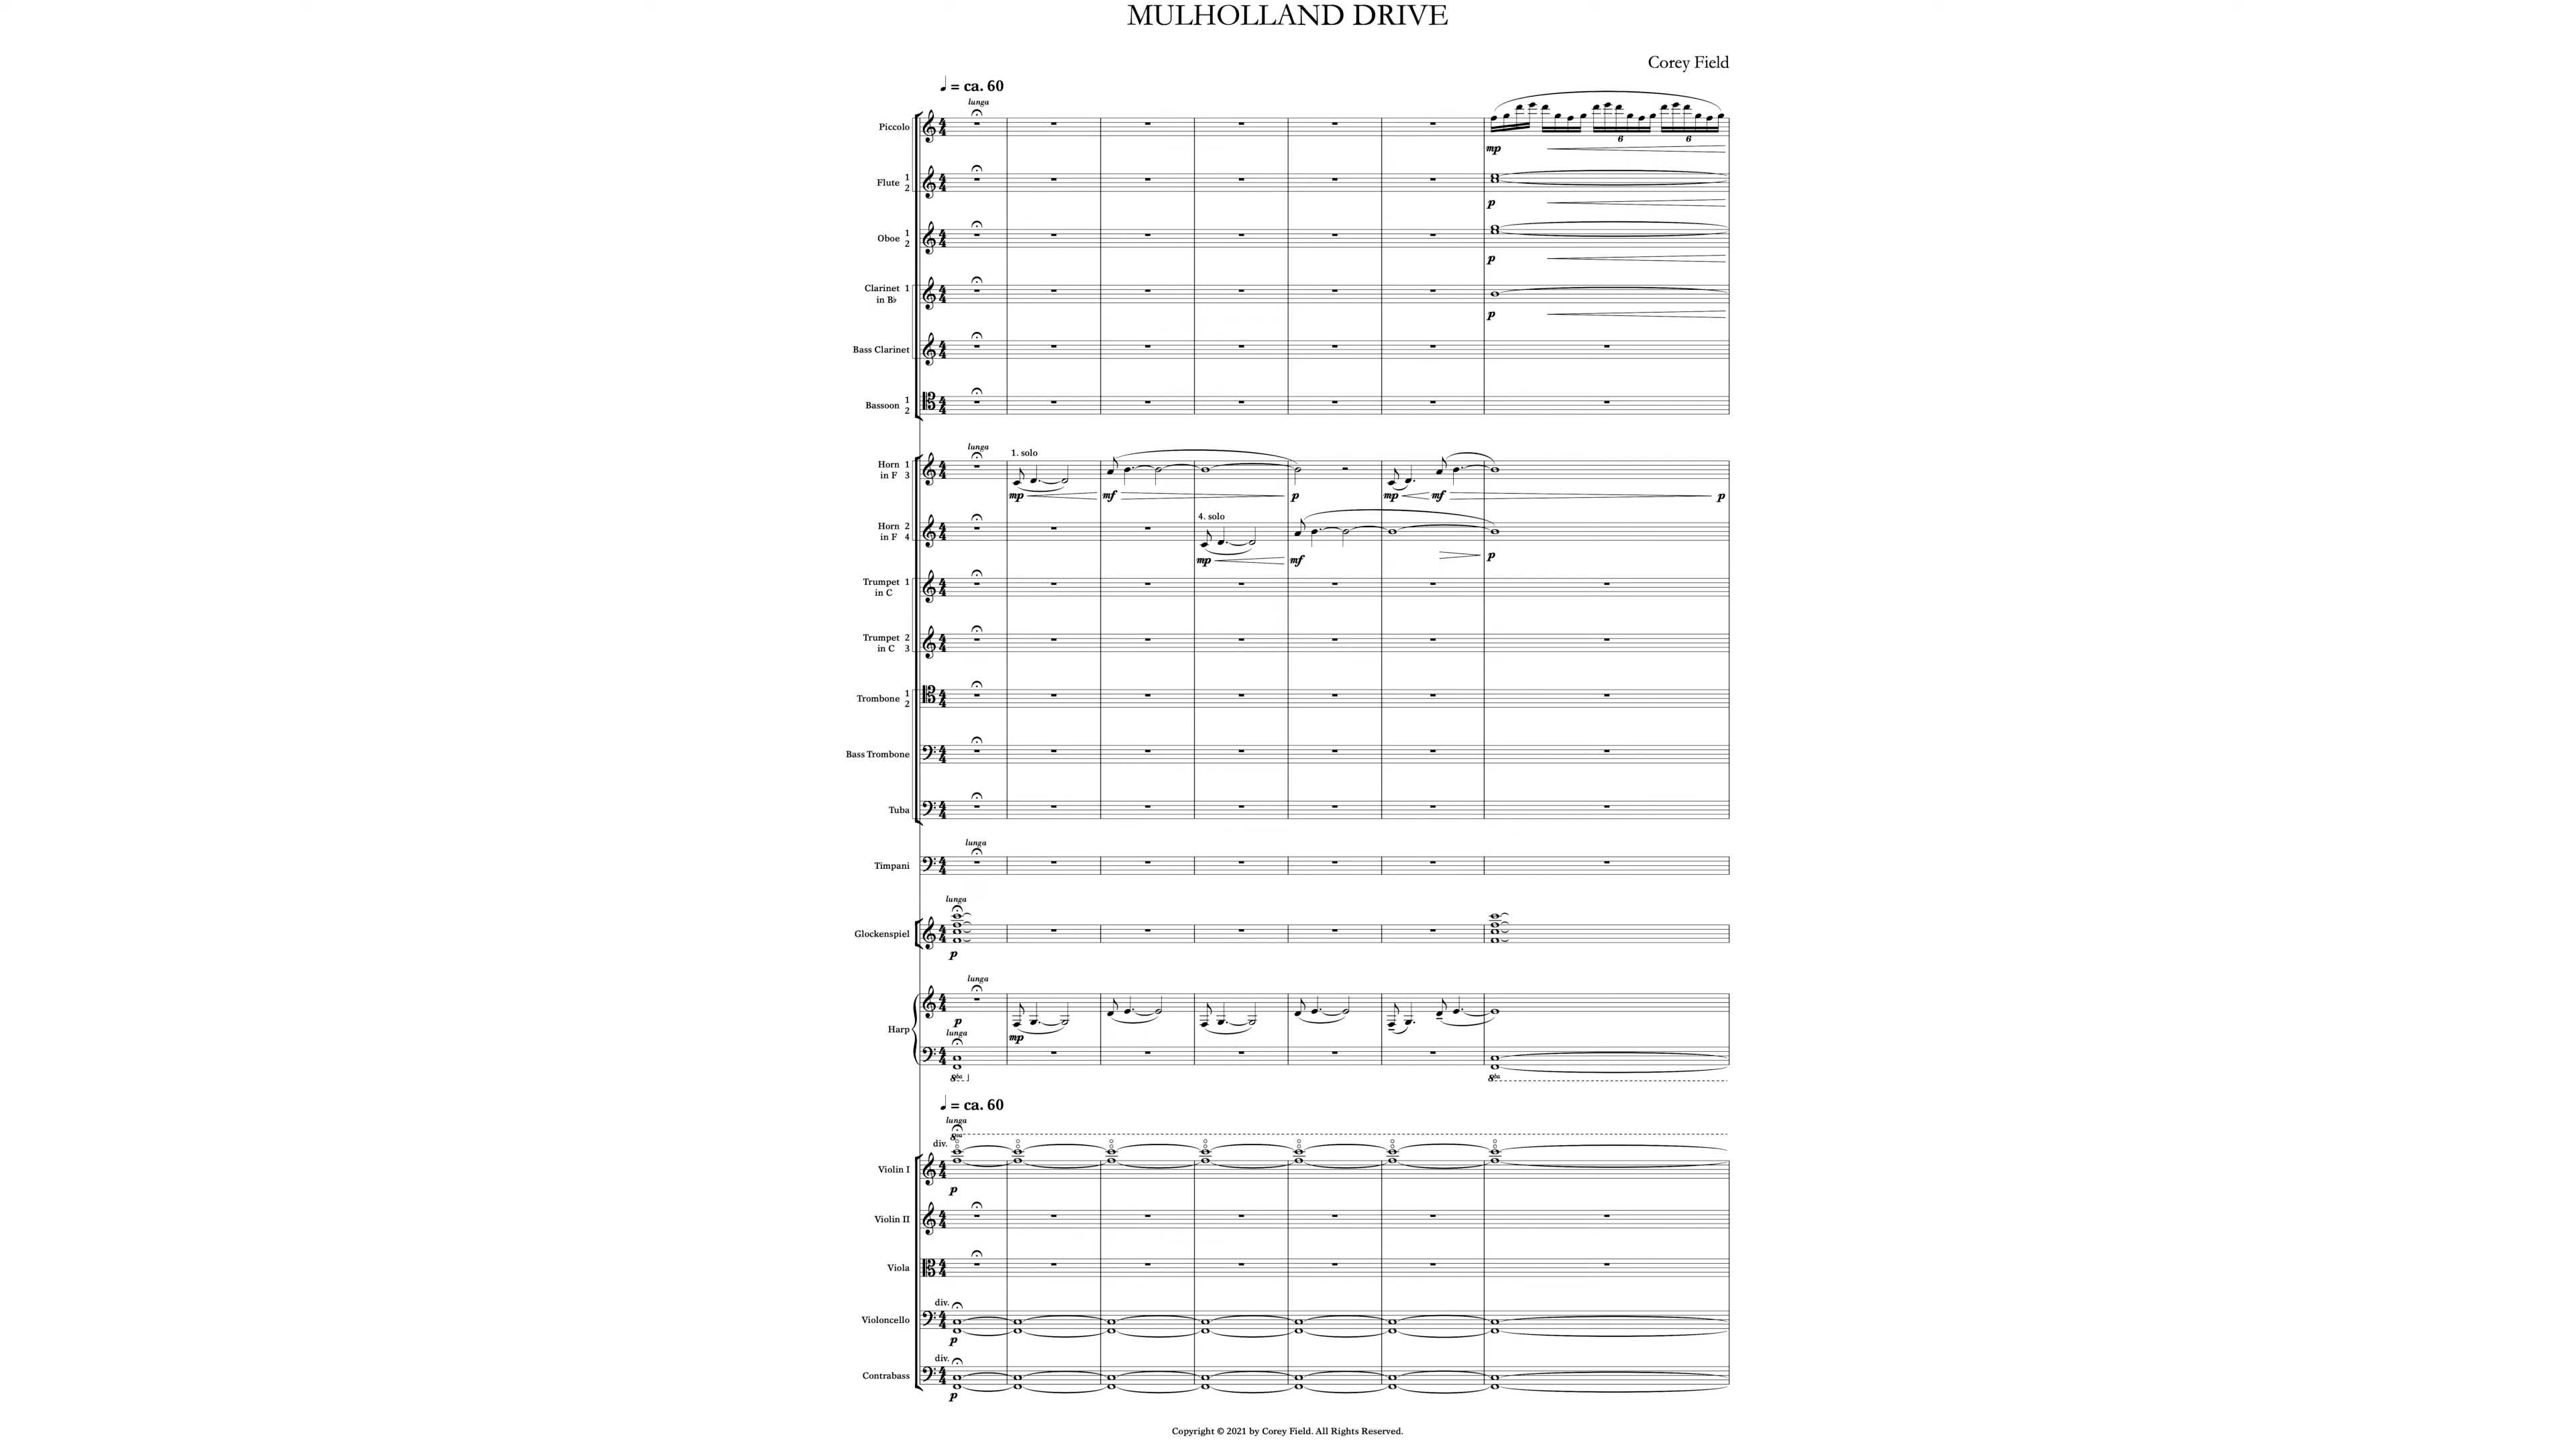 MULHOLLAND DRIVE
Corey Field
♩ = ca. 60
lunga
Piccolo
6 6
mp
Flute 1 2
p
Oboe 1 2
p
Clarinet 1
in B♭
p
Bass Clarinet
Bassoon 1 2
lunga
1. solo
Horn 1
in F 3
mp mf p mp mf p
4. solo
Horn 2
in F 4
mp mf p
Trumpet 1
in C
Trumpet 2
in C 3
Trombone 1 2
Bass Trombone
Tuba
lunga
Timpani
lunga
Glockenspiel
p
lunga
p
mp
Harp
lunga
8ba 8ba
♩ = ca. 60
lunga
8va
div.
Violin I
p
Violin II
Viola
div.
Violoncello
p
div.
Contrabass
p
Copyright © 2021 by Corey Field. All Rights Reserved.